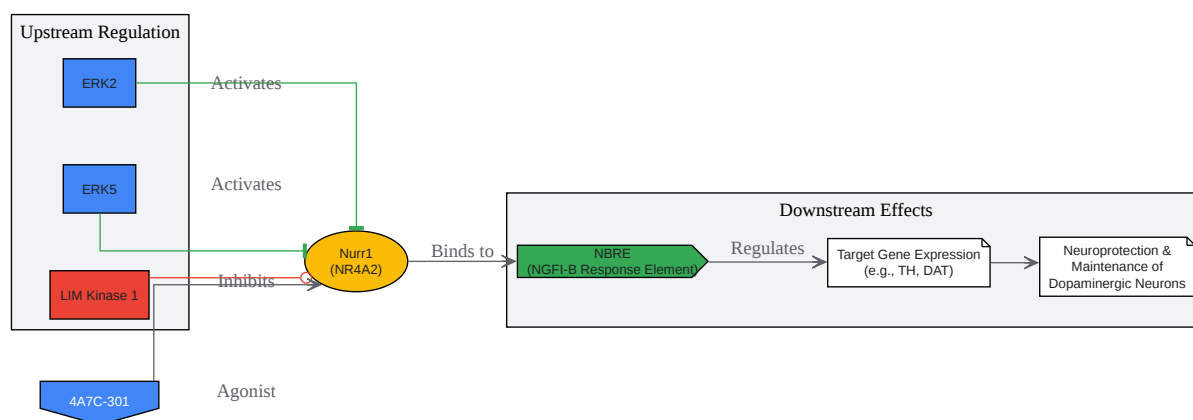 Upstream Regulation
ERK2
Activates
ERK5
Activates
LIM Kinase 1
Inhibits
4A7C-301
Agonist
Nurr1
(NR4A2)
Binds to
Downstream Effects
NBRE
(NGFI-B Response Element)
Regulates
Target Gene Expression
(e.g., TH, DAT)
Neuroprotection &
Maintenance of
Dopaminergic Neurons